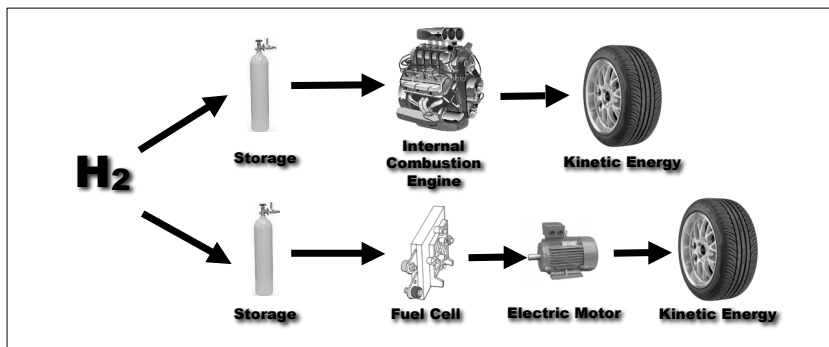 H2
Storage
Internal
Combustion
Engine
Kinetic Energy
Storage
Fuel Cell
Electric Motor
Kinetic Energy